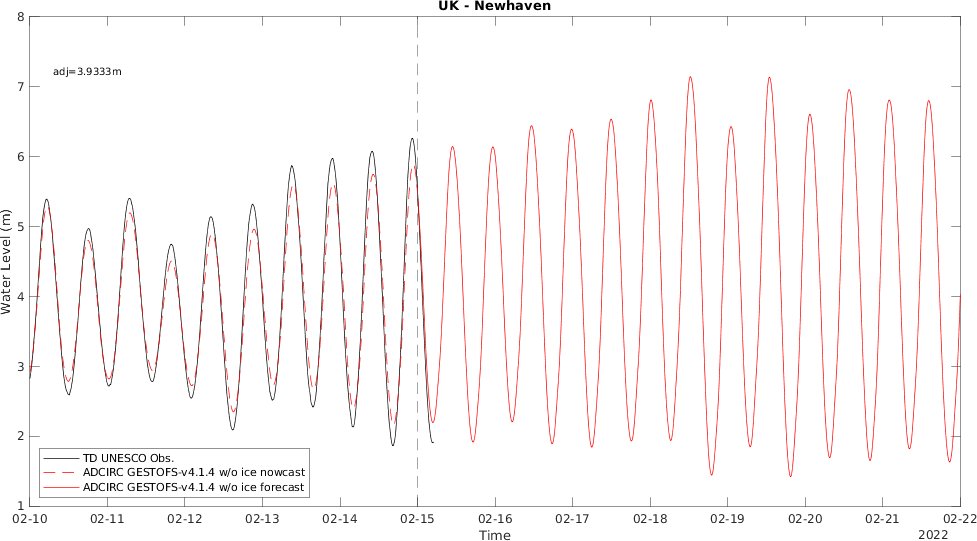 UK - Newhaven
8
7
6
5
4
3
2
1
Water Level (m)
adj=3.9333m
TD UNESCO Obs.
ADCIRC GESTOFS-v4.1.4 w/o ice nowcast
ADCIRC GESTOFS-v4.1.4 w/o ice forecast
02-10 02-11 02-12 02-13 02-14 02-15 02-16 02-17 02-18 02-19 02-20 02-21 02-22
Time
2022